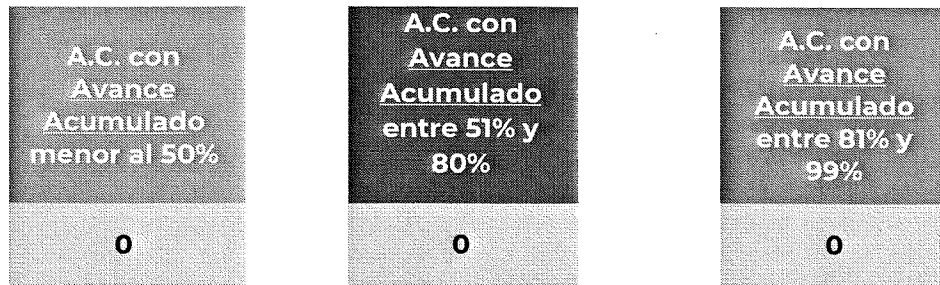 A.C. con
Avance
Acumulado
menor al 50%
0
A.C. con
Avance
Acumulado
entre 51% y
80%
0
A.C. con
Avance
Acumulado
entre 81% y
99%
0